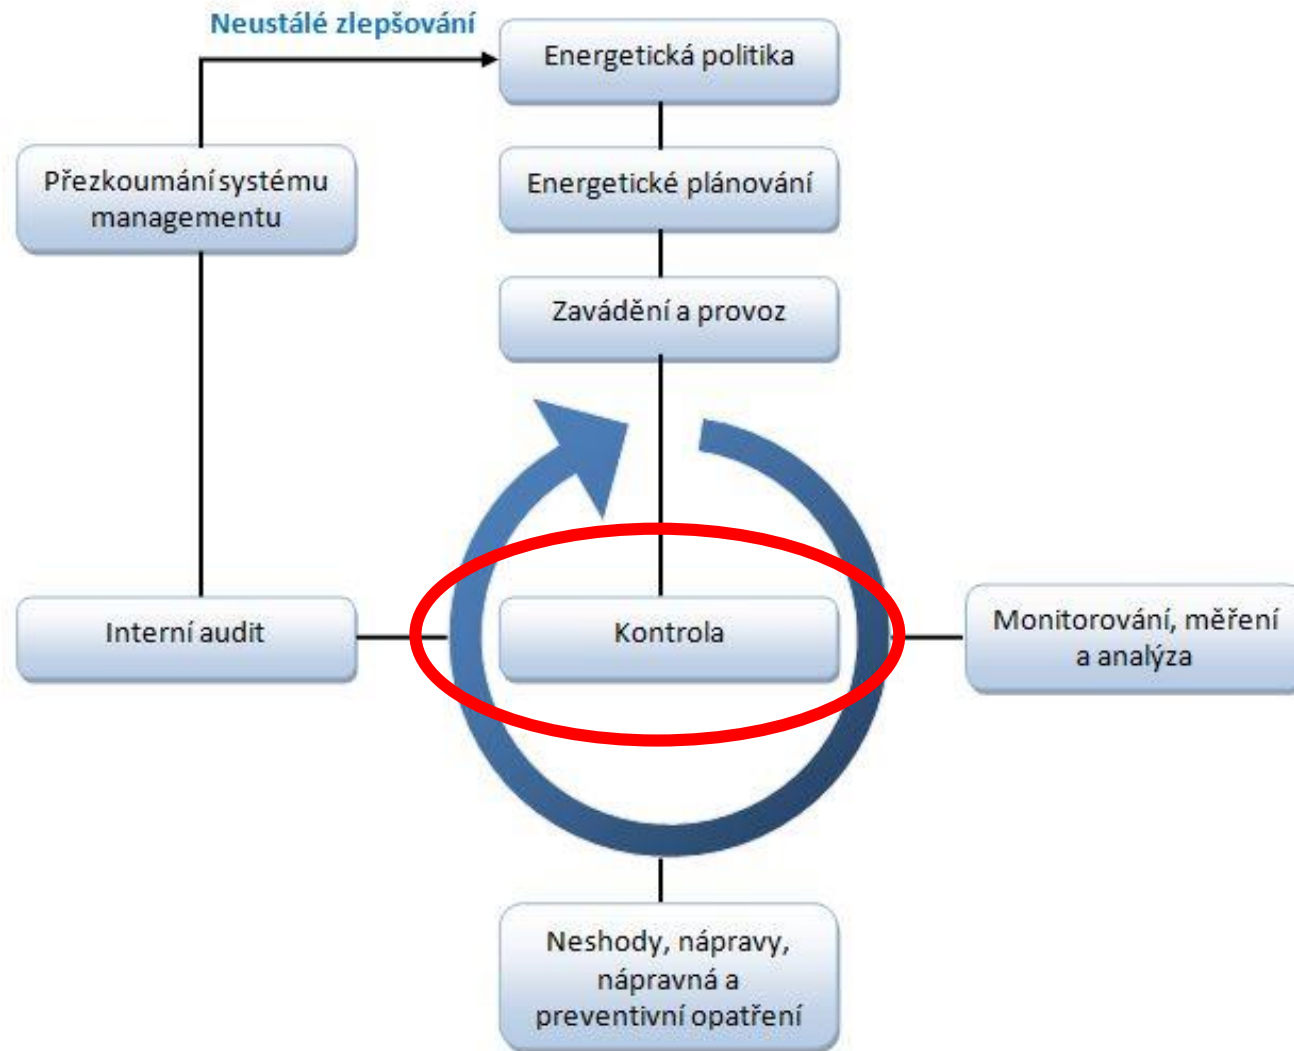 Neustálé zlepšování
Energetická politika
Přezkoumání systému
managementu
Energetické plánování
Zavádění a provoz
Interní audit
Kontrola
Monitorování, měření
a analýza
Neshody, nápravy,
nápravná a
preventivní opatření